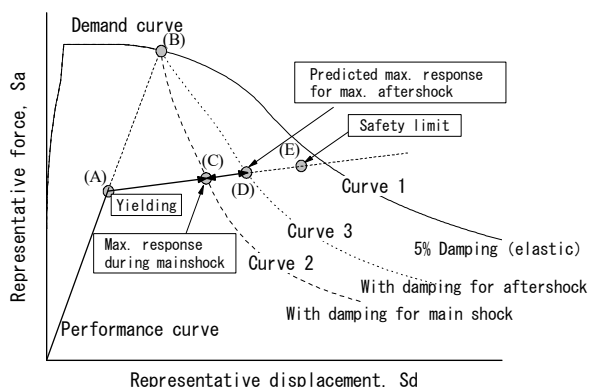 Demand curve
(B)
Predicted max. response
for max. aftershock
Safety limit
(E)
(C)
(D)
(A)
Yielding
Curve 1
Max. response
during mainshock
Curve 3
Curve 2
5% Damping (elastic)
With damping for aftershock
With damping for main shock
Performance curve
Representative force, Sa
Representative displacement, Sd